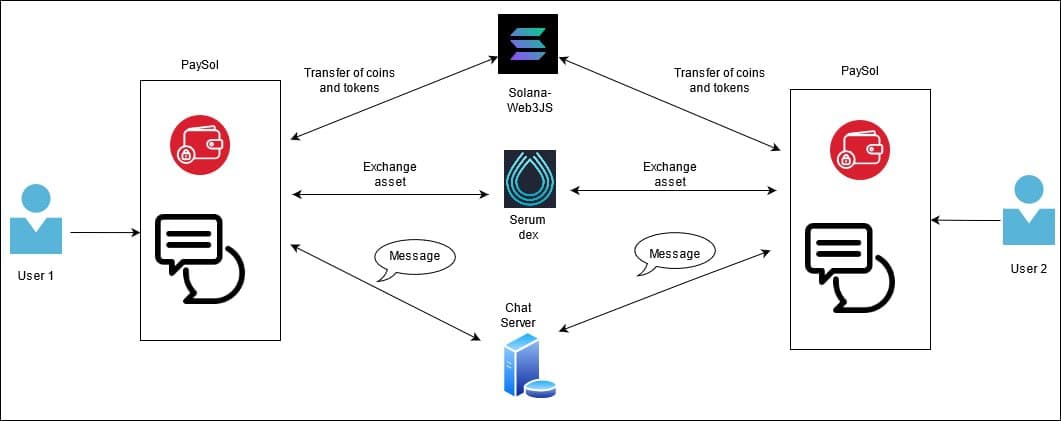 PaySol
Transfer of coins
and tokens
Solana-
Web3JS
Transfer of coins
and tokens
PaySol
Exchange
asset
Serum
dex
Exchange
asset
User 1
Message
Message
User 2
Chat
Server